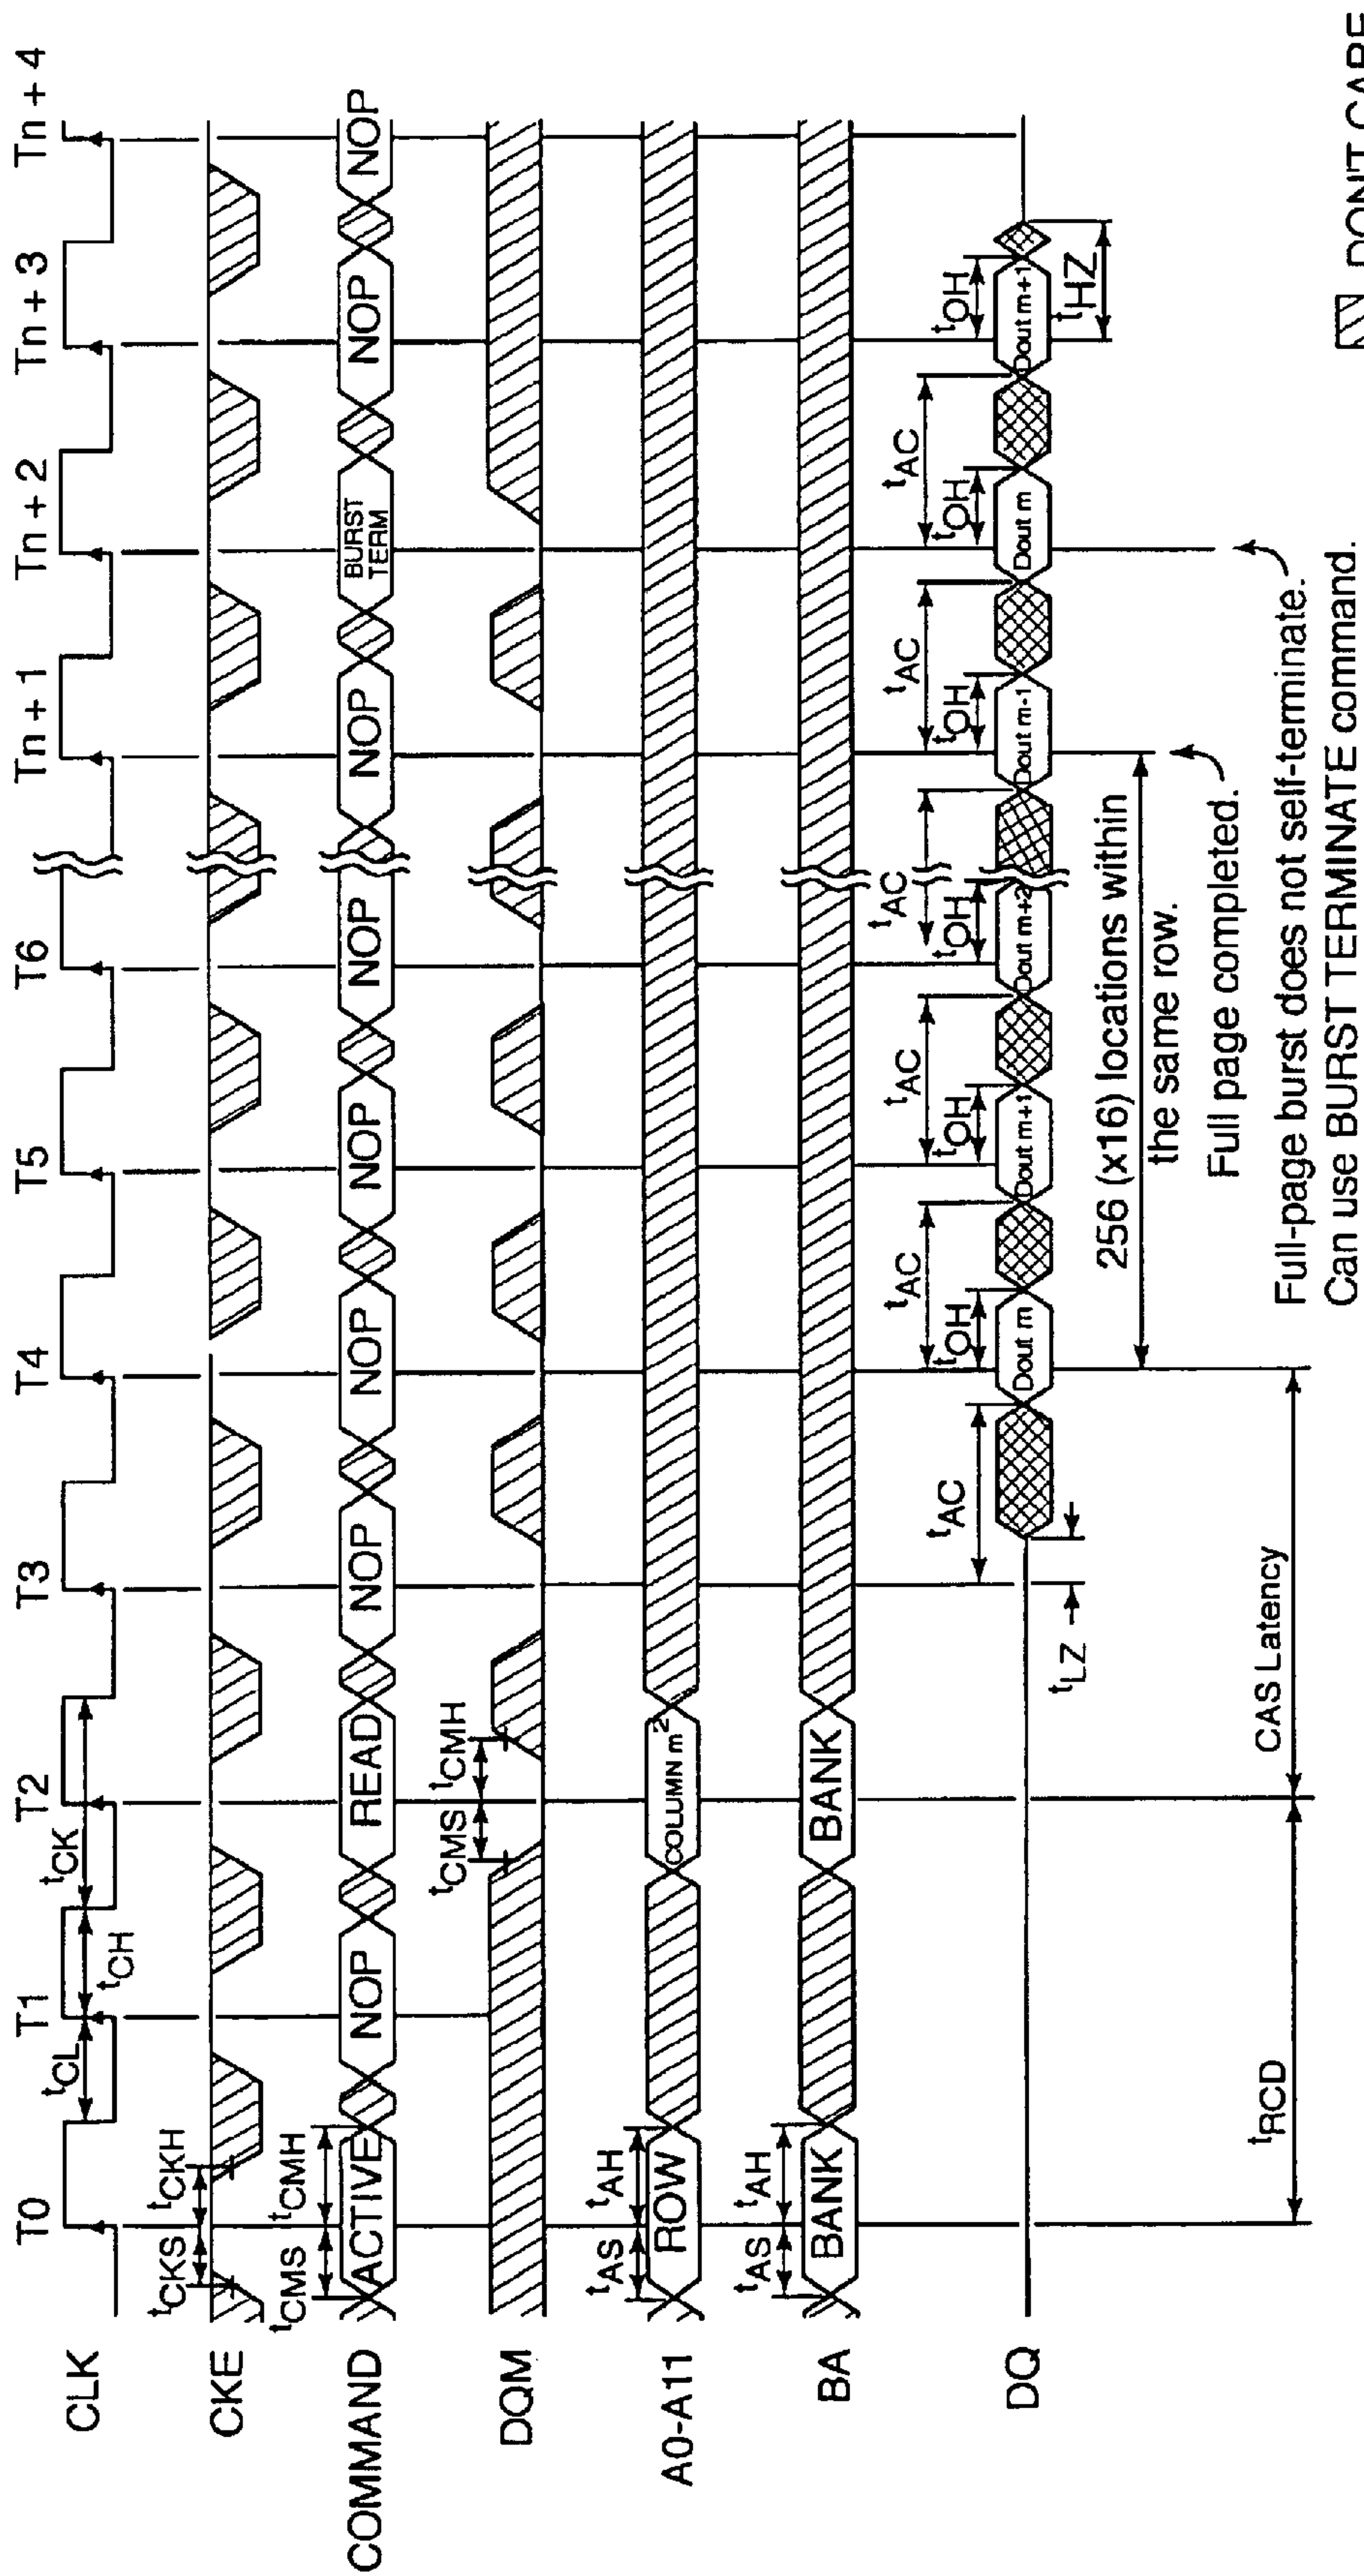 T0 T1 T2 T3 T4 T5 T6 Tn + 1 Tn + 2 Tn + 3 Tn + 4
CLK
tCL tCK
tCH
tCKS tCKH
CKE
tCMS tCMH
COMMAND ACTIVE NOP READ NOP NOP NOP NOP NOP BURST TERM NOP NOP
tCMS tCMH
DQM
tAS tAH
A0-A11 ROW COLUMN m2
tAS tAH
BA BANK BANK
tAC tAC tAC tAC tAC tAC
tOH tOH tOH tOH tOH tOH
DQ Dout m Dout m+1 Dout m+2 Dout m-1 Dout m Dout m+1
tLZ tHZ
256 (x16) locations within
the same row.
Full page completed.
tRCD CAS Latency
Full-page burst does not self-terminate.
Can use BURST TERMINATE command.
DON'T CARE